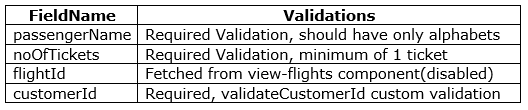 FieldName Validations
passengerName Required Validation, should have only alphabets
noOfTickets Required Validation, minimum of 1 ticket
flightId Fetched from view-flights component(disabled)
customerId Required, validateCustomerId custom validation